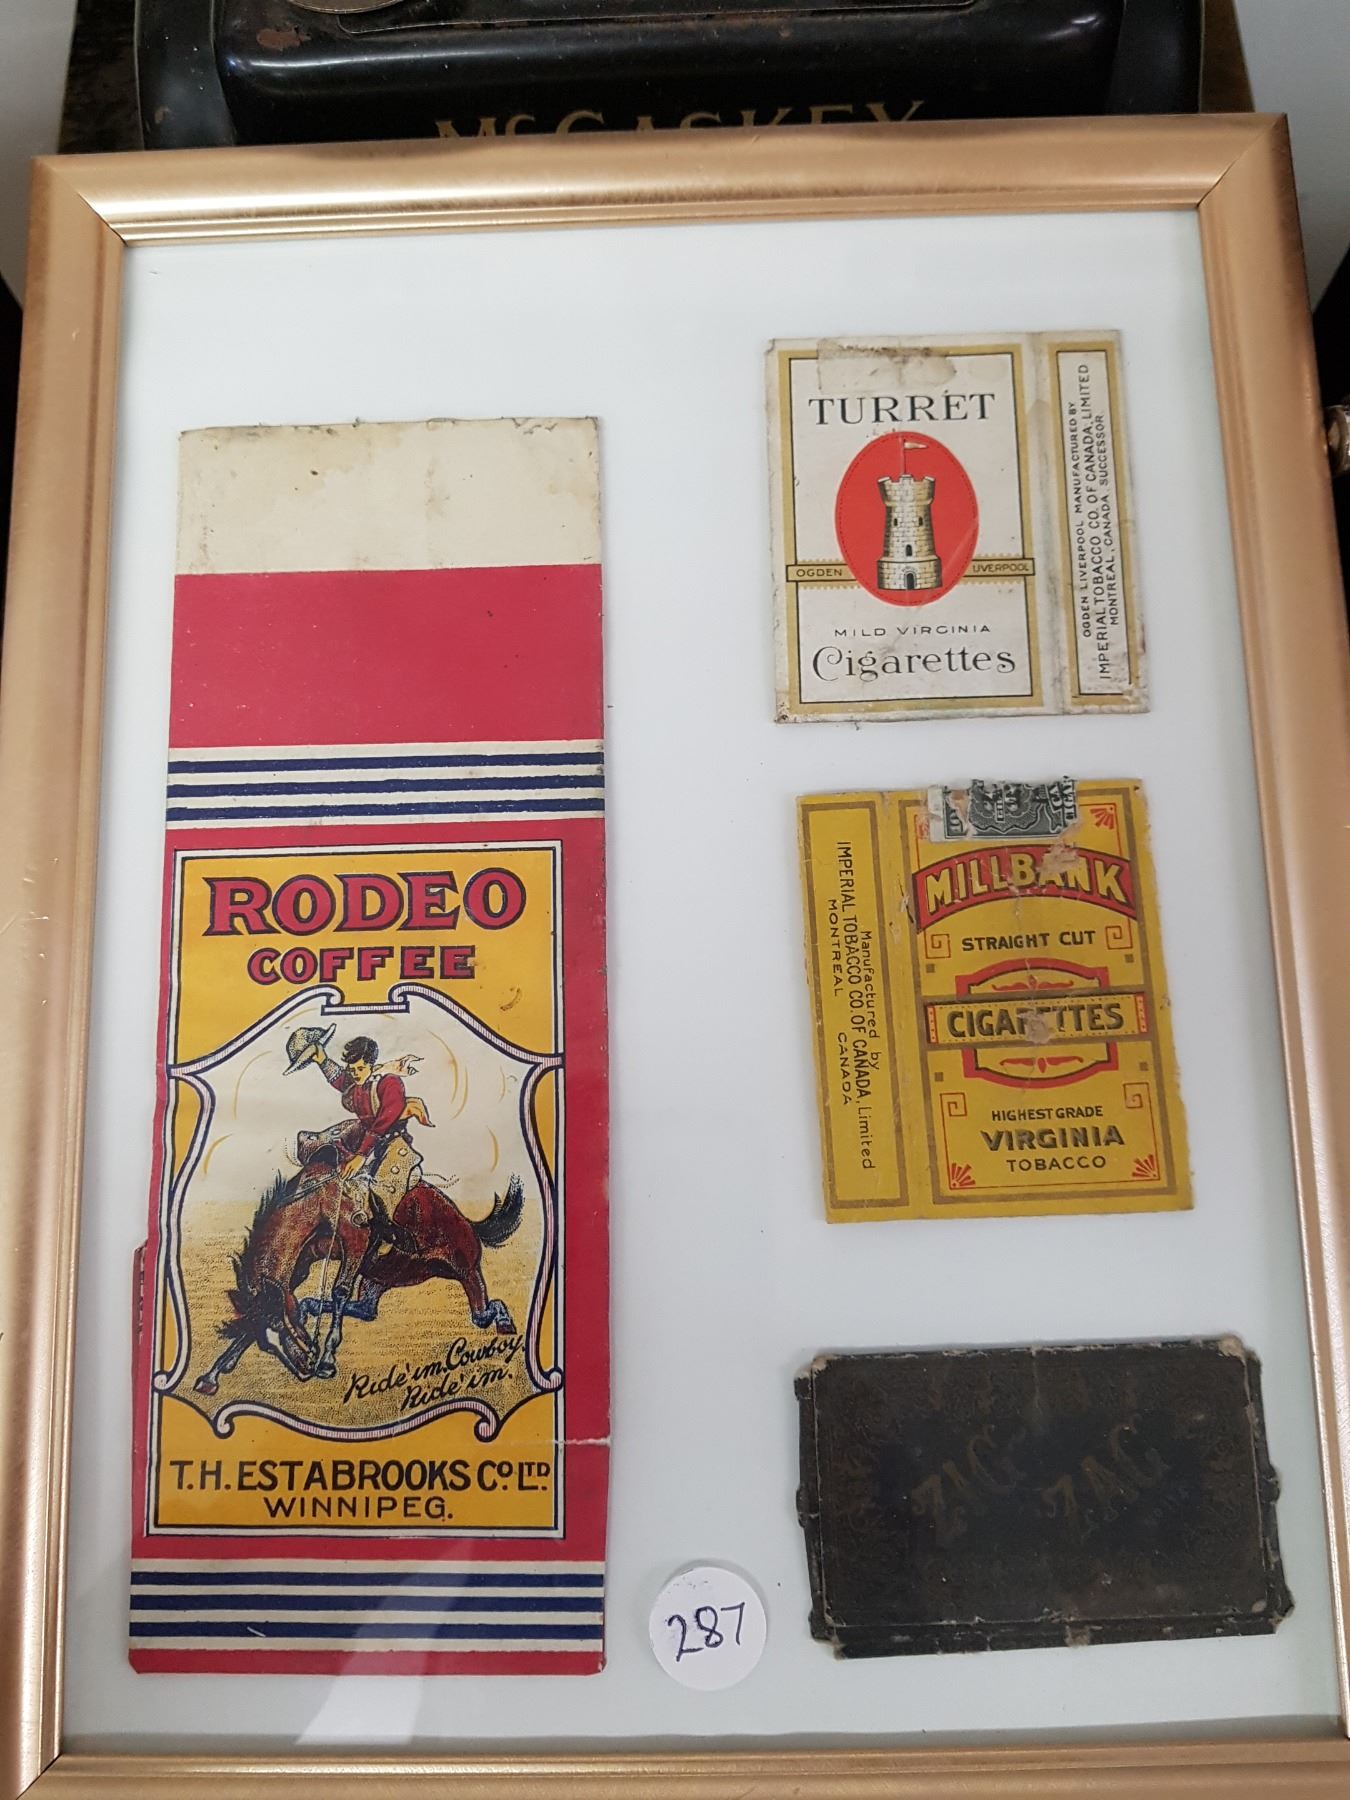 McCASKEY
RODEO
COFFEE
Ride 'im. Cowboy.
Ride 'im.
T.H. ESTABROOKS CO. LTD.
WINNIPEG.
TURRET
OGDEN LIVERPOOL
MILD VIRGINIA
Cigarettes
OGDEN LIVERPOOL MANUFACTURED BY
IMPERIAL TOBACCO CO. OF CANADA, LIMITED
MONTREAL, CANADA. SUCCESSOR.
MILLBANK
STRAIGHT CUT
CIGARETTES
HIGHEST GRADE
VIRGINIA
TOBACCO
Manufactured by
IMPERIAL TOBACCO CO. OF CANADA, Limited
MONTREAL CANADA
ZIG ZAG
287